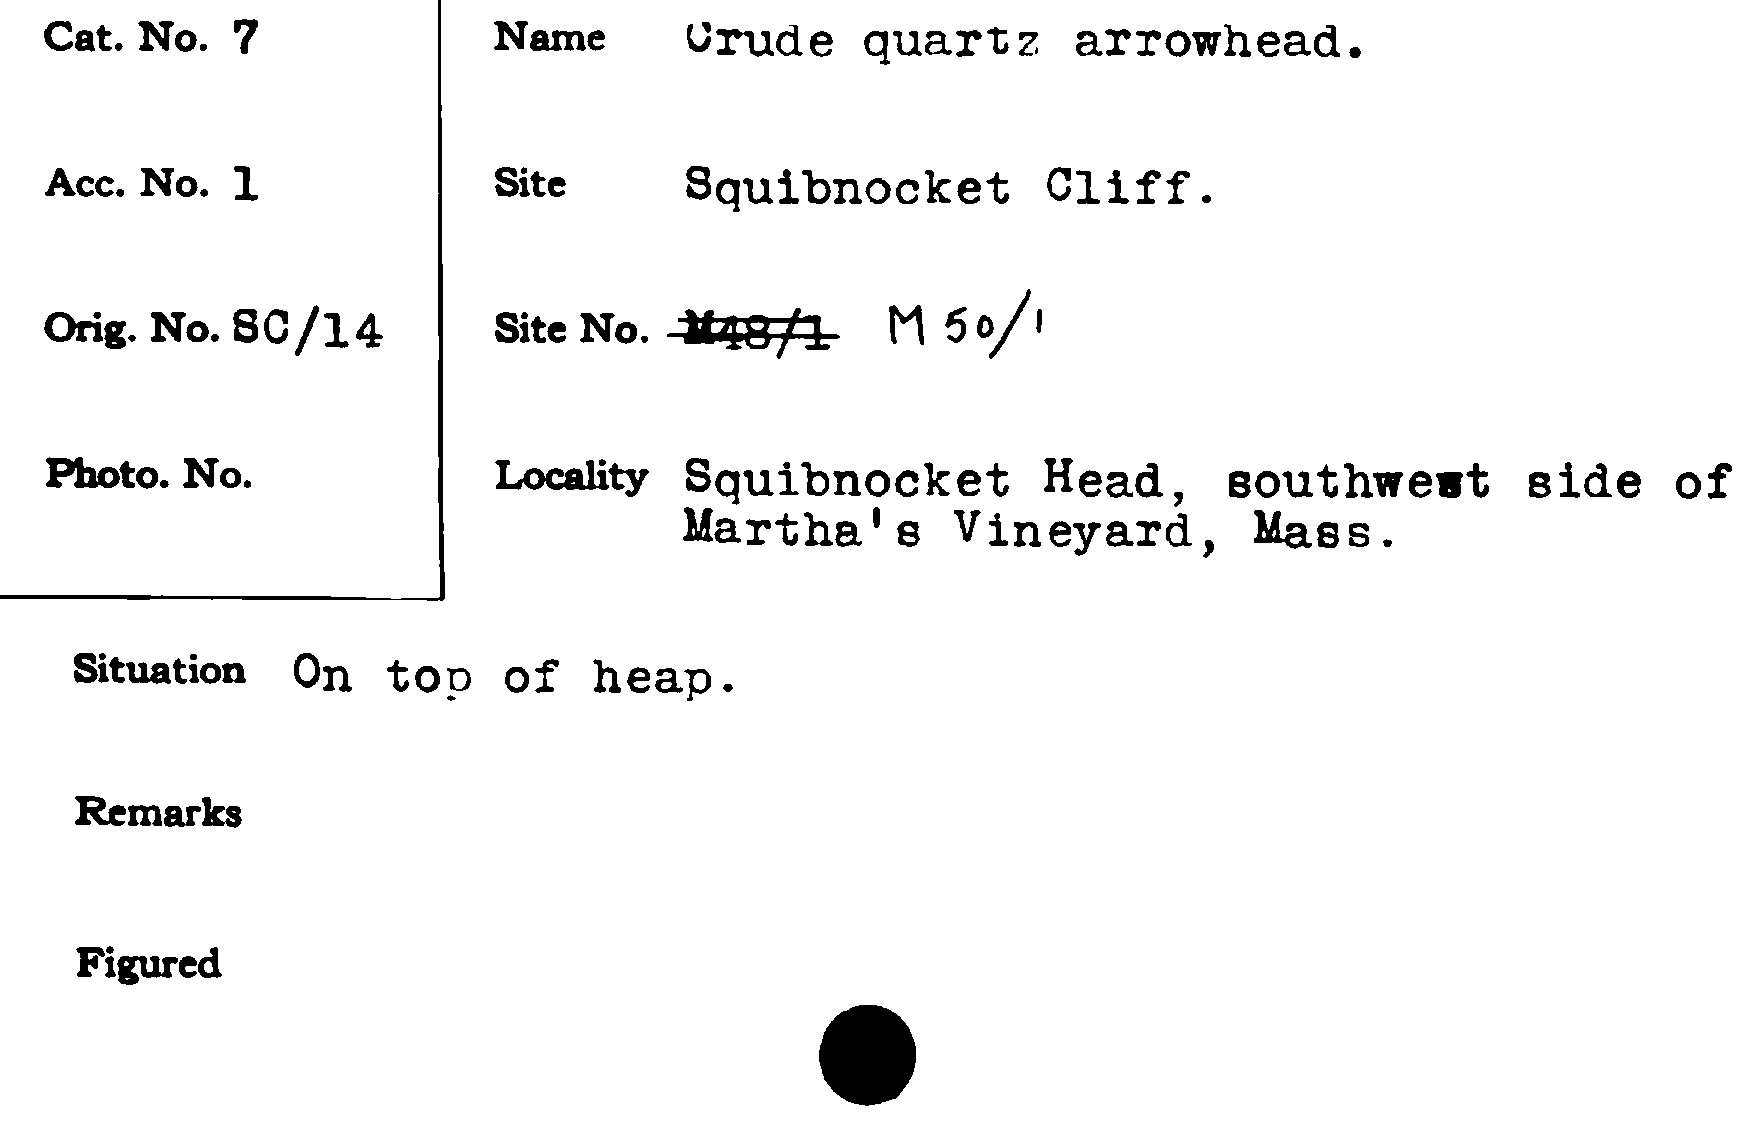 Cat. No. 7
Acc. No. 1
Orig. No. SC/14
Photo. No.
Name Crude quartz arrowhead.
Site Squibnocket Cliff.
Site No. M48/1 M 50/1
Locality Squibnocket Head, southwest side of
Martha's Vineyard, Mass.
Situation On top of heap.
Remarks
Figured